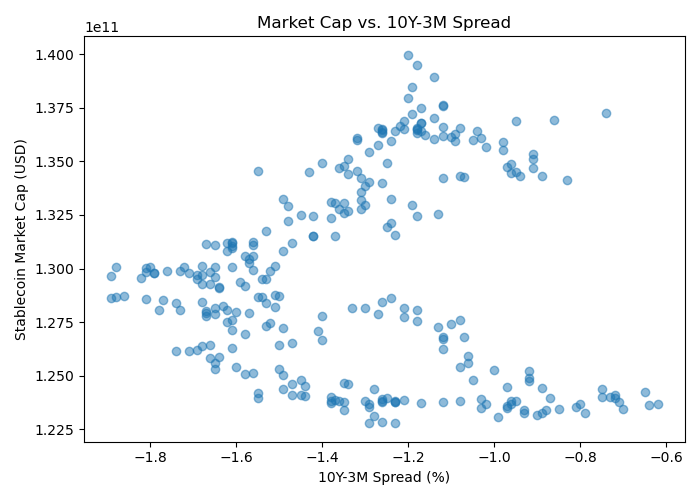 Market Cap vs. 10Y-3M Spread
1e11
1.400
1.375
1.350
1.325
1.300
1.275
1.250
1.225
Stablecoin Market Cap (USD)
−1.8 −1.6 −1.4 −1.2 −1.0 −0.8 −0.6
10Y-3M Spread (%)